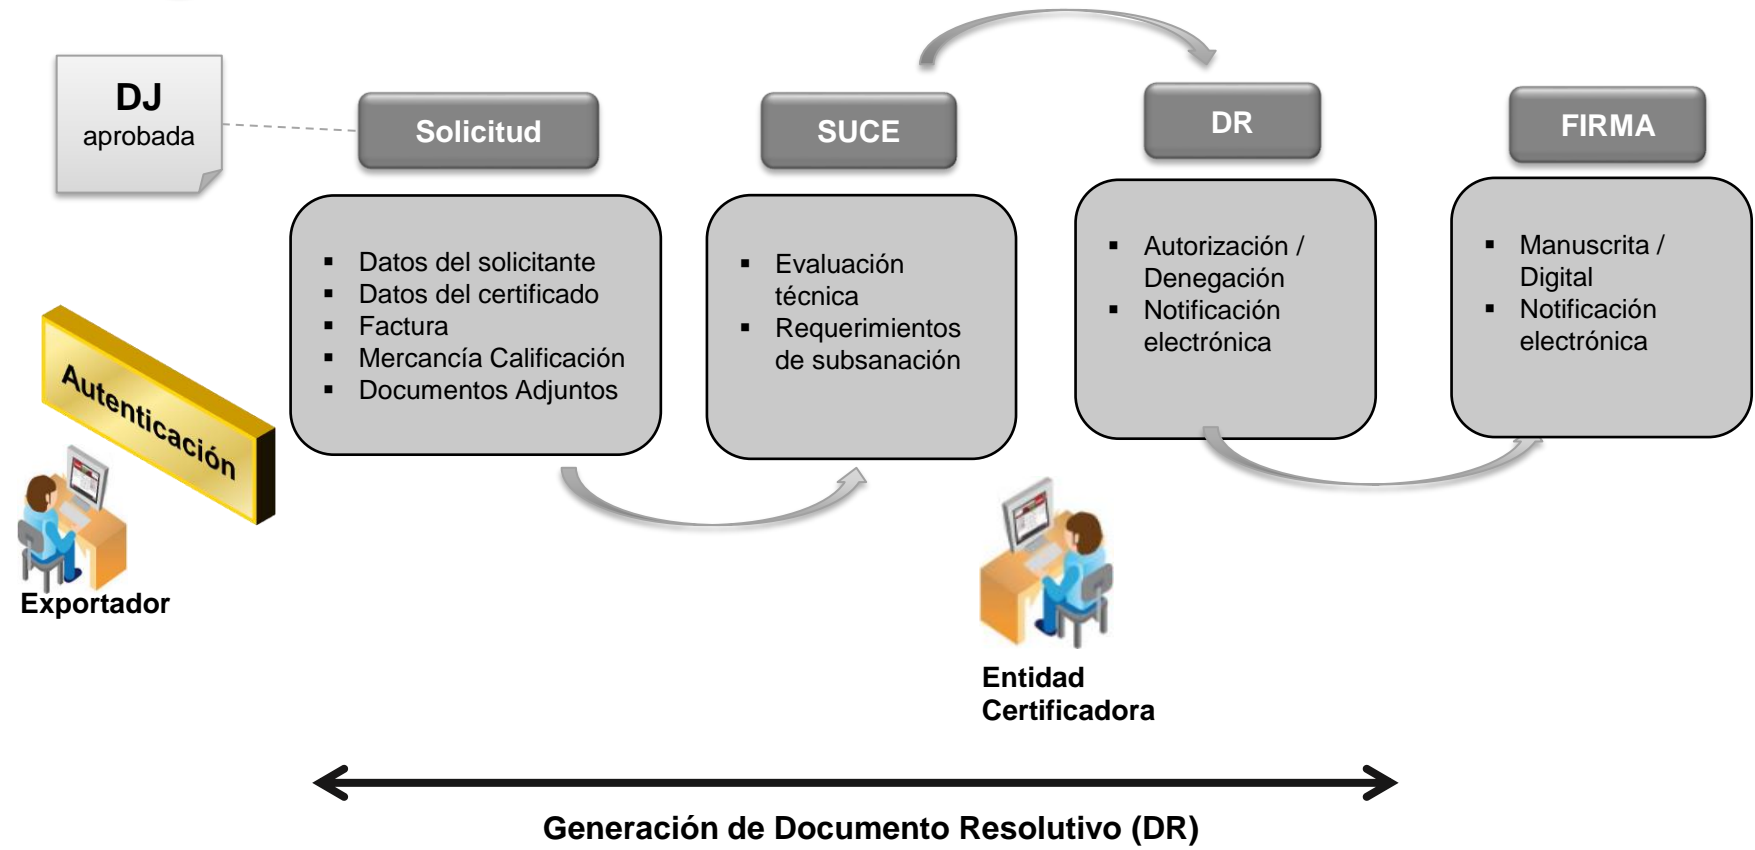 DJ
aprobada
Solicitud
SUCE
DR
FIRMA
▪ Datos del solicitante
▪ Datos del certificado
▪ Factura
▪ Mercancía Calificación
▪ Documentos Adjuntos
▪ Evaluación
técnica
▪ Requerimientos
de subsanación
▪ Autorización /
Denegación
▪ Notificación
electrónica
▪ Manuscrita /
Digital
▪ Notificación
electrónica
Autenticación
Exportador
Entidad
Certificadora
Generación de Documento Resolutivo (DR)